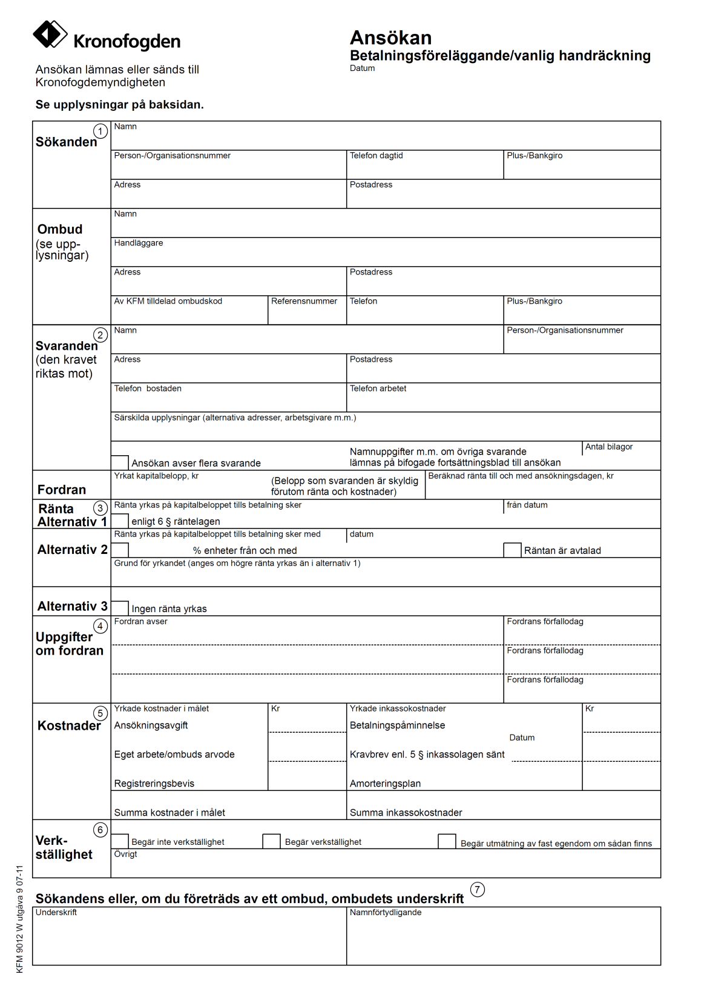 Kronofogden
Ansökan
Betalningsföreläggande/vanlig handräckning
Datum
Ansökan lämnas eller sänds till
Kronofogdemyndigheten
Se upplysningar på baksidan.
1
Sökanden
Namn
Person-/Organisationsnummer
Telefon dagtid
Plus-/Bankgiro
Adress
Postadress
Ombud
(se upp-
lysningar)
Namn
Handläggare
Adress
Postadress
Av KFM tilldelad ombudskod
Referensnummer
Telefon
Plus-/Bankgiro
2
Svaranden
(den kravet
riktas mot)
Namn
Person-/Organisationsnummer
Adress
Postadress
Telefon  bostaden
Telefon arbetet
Särskilda upplysningar (alternativa adresser, arbetsgivare m.m.)
Ansökan avser flera svarande
Namnuppgifter m.m. om övriga svarande
lämnas på bifogade fortsättningsblad till ansökan
Antal bilagor
Fordran
Yrkat kapitalbelopp, kr
(Belopp som svaranden är skyldig
förutom ränta och kostnader)
Beräknad ränta till och med ansökningsdagen, kr
Ränta
3
Alternativ 1
Ränta yrkas på kapitalbeloppet tills betalning sker
från datum
enligt 6 § räntelagen
Alternativ 2
Ränta yrkas på kapitalbeloppet tills betalning sker med
datum
% enheter från och med
Räntan är avtalad
Grund för yrkandet (anges om högre ränta yrkas än i alternativ 1)
Alternativ 3
Ingen ränta yrkas
4
Uppgifter
om fordran
Fordran avser
Fordrans förfallodag
Fordrans förfallodag
Fordrans förfallodag
5
Kostnader
Yrkade kostnader i målet
Kr
Yrkade inkassokostnader
Kr
Ansökningsavgift
Betalningspåminnelse
Datum
Eget arbete/ombuds arvode
Kravbrev enl. 5 § inkassolagen sänt
Registreringsbevis
Amorteringsplan
Summa kostnader i målet
Summa inkassokostnader
6
Verk-
ställighet
Begär inte verkställighet
Begär verkställighet
Begär utmätning av fast egendom om sådan finns
Övrigt
Sökandens eller, om du företräds av ett ombud, ombudets underskrift
7
Underskrift
Namnförtydligande
KFM 9012 W utgåva 9 07-11